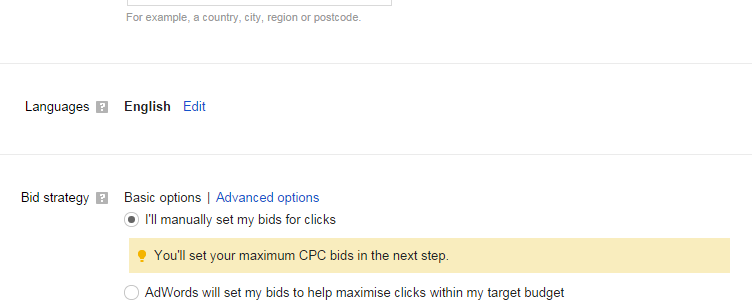 For example, a country, city, region or postcode.
Languages ? English Edit
Bid strategy ? Basic options | Advanced options
I'll manually set my bids for clicks
You'll set your maximum CPC bids in the next step.
AdWords will set my bids to help maximise clicks within my target budget